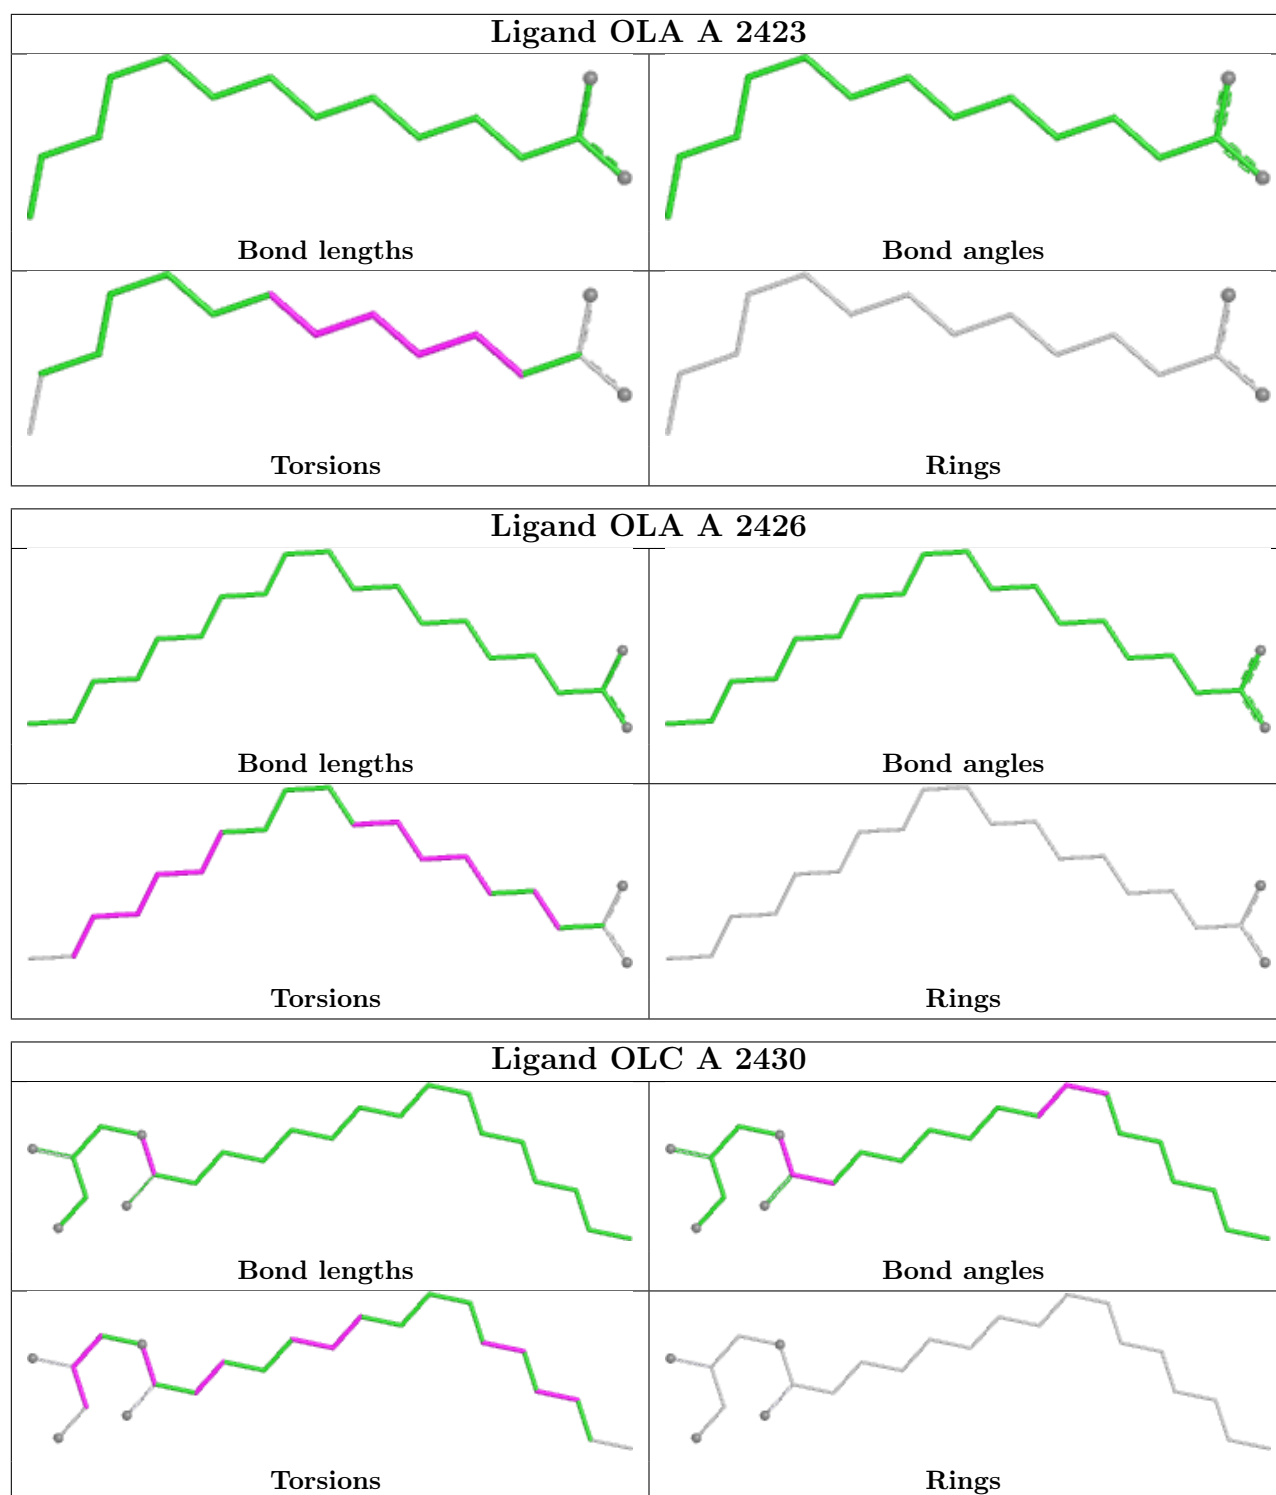 Ligand OLA A 2423
Bond lengths
Bond angles
Torsions
Rings
Ligand OLA A 2426
Bond lengths
Bond angles
Torsions
Rings
Ligand OLC A 2430
Bond lengths
Bond angles
Torsions
Rings